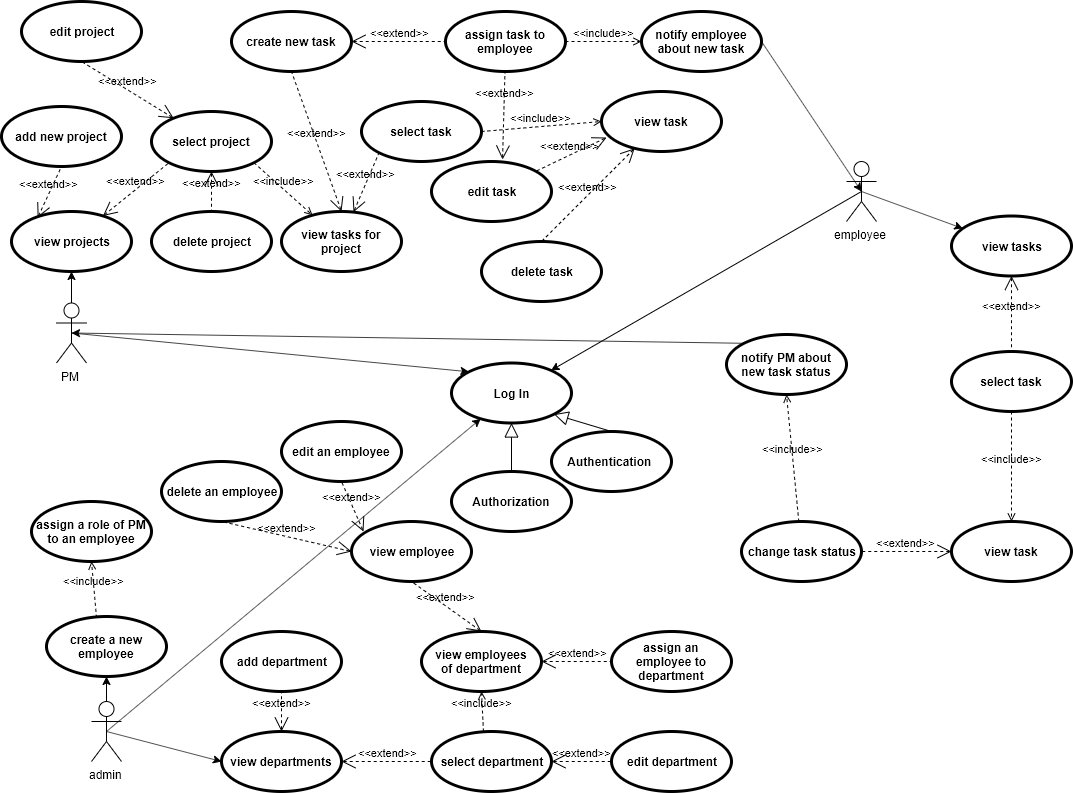 edit project
create new task
<<extend>>
assign task to
employee
<<include>>
notify employee
about new task
<<extend>>
<<extend>>
add new project
select project
<<extend>>
select task
<<include>>
view task
<<extend>>
<<extend>>
<<extend>>
<<include>>
<<extend>>
edit task
<<extend>>
<<extend>>
view projects
delete project
view tasks for
project
delete task
employee
view tasks
<<extend>>
PM
Log In
notify PM about
new task status
select task
edit an employee
Authentication
<<include>>
<<include>>
delete an employee
<<extend>>
Authorization
assign a role of PM
to an employee
<<extend>>
view employee
change task status
<<extend>>
view task
<<include>>
<<extend>>
create a new
employee
add department
view employees
of department
<<extend>>
assign an
employee to
department
<<extend>>
<<include>>
admin
view departments
<<extend>>
select department
<<extend>>
edit department